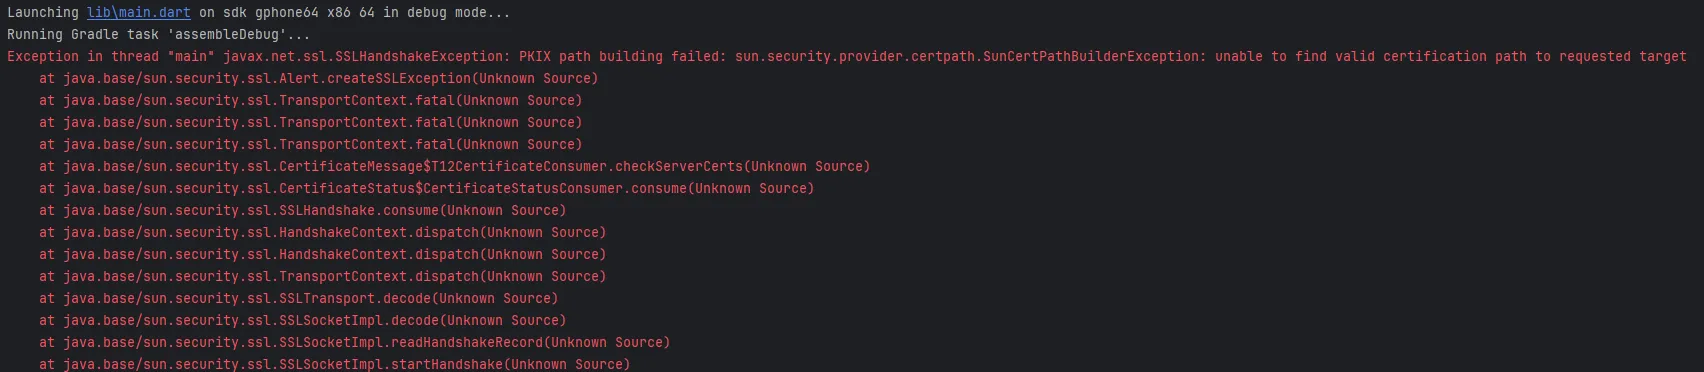 Launching lib\main.dart on sdk gphone64 x86 64 in debug mode...
Running Gradle task 'assembleDebug'...
Exception in thread "main" javax.net.ssl.SSLHandshakeException: PKIX path building failed: sun.security.provider.certpath.SunCertPathBuilderException: unable to find valid certification path to requested target
    at java.base/sun.security.ssl.Alert.createSSLException(Unknown Source)
    at java.base/sun.security.ssl.TransportContext.fatal(Unknown Source)
    at java.base/sun.security.ssl.TransportContext.fatal(Unknown Source)
    at java.base/sun.security.ssl.TransportContext.fatal(Unknown Source)
    at java.base/sun.security.ssl.CertificateMessage$T12CertificateConsumer.checkServerCerts(Unknown Source)
    at java.base/sun.security.ssl.CertificateStatus$CertificateStatusConsumer.consume(Unknown Source)
    at java.base/sun.security.ssl.SSLHandshake.consume(Unknown Source)
    at java.base/sun.security.ssl.HandshakeContext.dispatch(Unknown Source)
    at java.base/sun.security.ssl.HandshakeContext.dispatch(Unknown Source)
    at java.base/sun.security.ssl.TransportContext.dispatch(Unknown Source)
    at java.base/sun.security.ssl.SSLTransport.decode(Unknown Source)
    at java.base/sun.security.ssl.SSLSocketImpl.decode(Unknown Source)
    at java.base/sun.security.ssl.SSLSocketImpl.readHandshakeRecord(Unknown Source)
    at java.base/sun.security.ssl.SSLSocketImpl.startHandshake(Unknown Source)